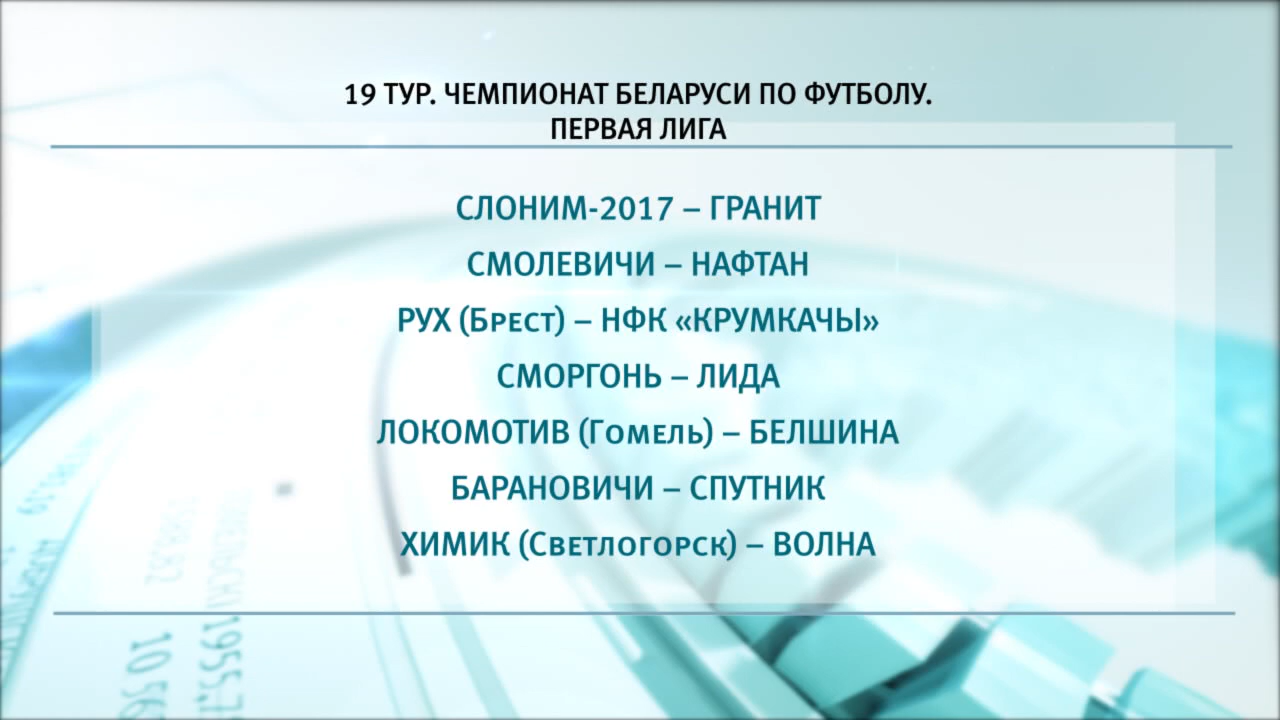 19 ТУР. ЧЕМПИОНАТ БЕЛАРУСИ ПО ФУТБОЛУ.
ПЕРВАЯ ЛИГА
СЛОНИМ-2017 – ГРАНИТ
СМОЛЕВИЧИ – НАФТАН
РУХ (БРЕСТ) – НФК «КРУМКАЧЫ»
СМОРГОНЬ – ЛИДА
ЛОКОМОТИВ (ГОМЕЛЬ) – БЕЛШИНА
БАРАНОВИЧИ – СПУТНИК
ХИМИК (СВЕТЛОГОРСК) – ВОЛНА